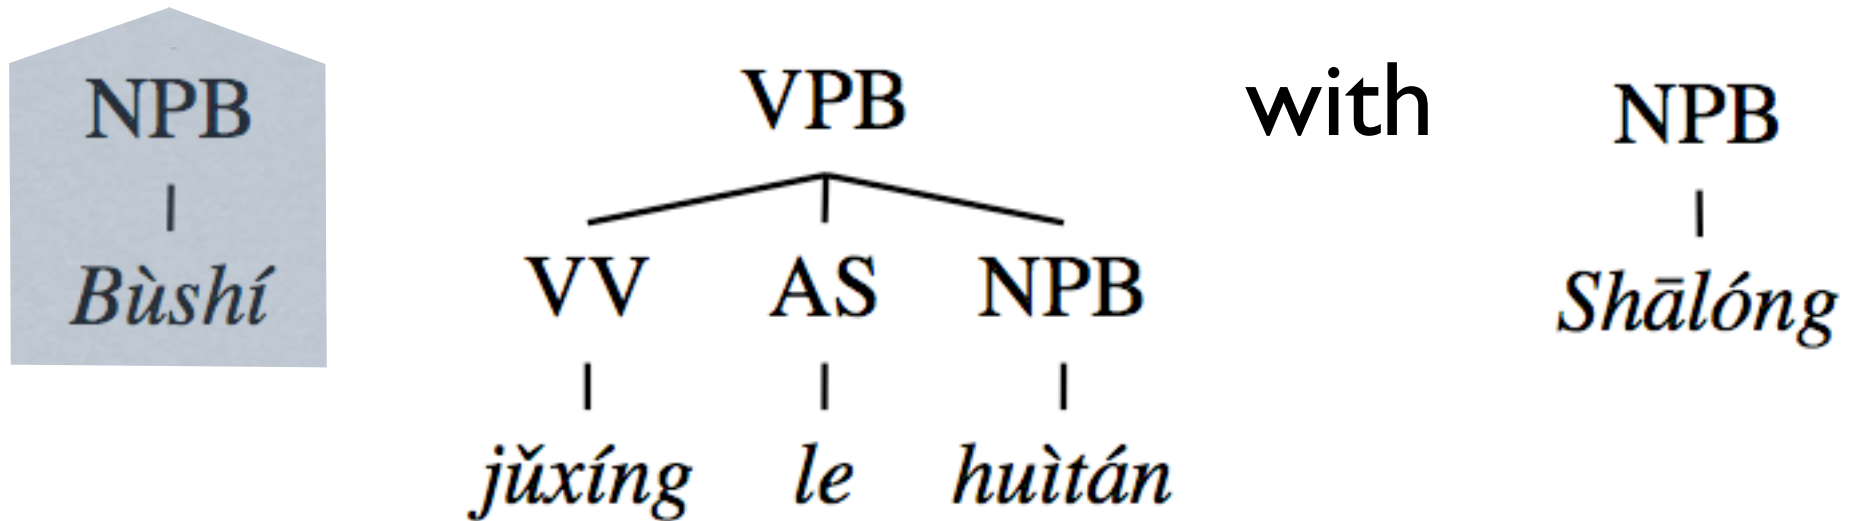 NPB
Bùshí
VPB
VV AS NPB
jǔxíng le huìtán
with
NPB
Shālóng